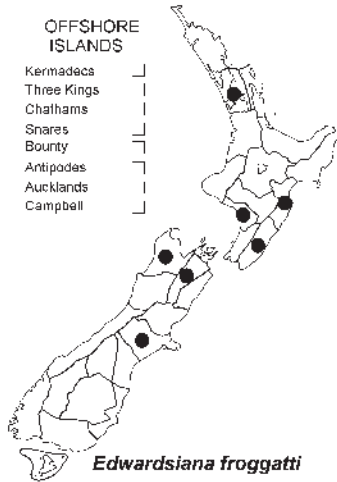 OFFSHORE
ISLANDS
Kermadecs
Three Kings
Chathams
Snares
Bounty
Antipodes
Aucklands
Campbell
Edwardsiana froggatti